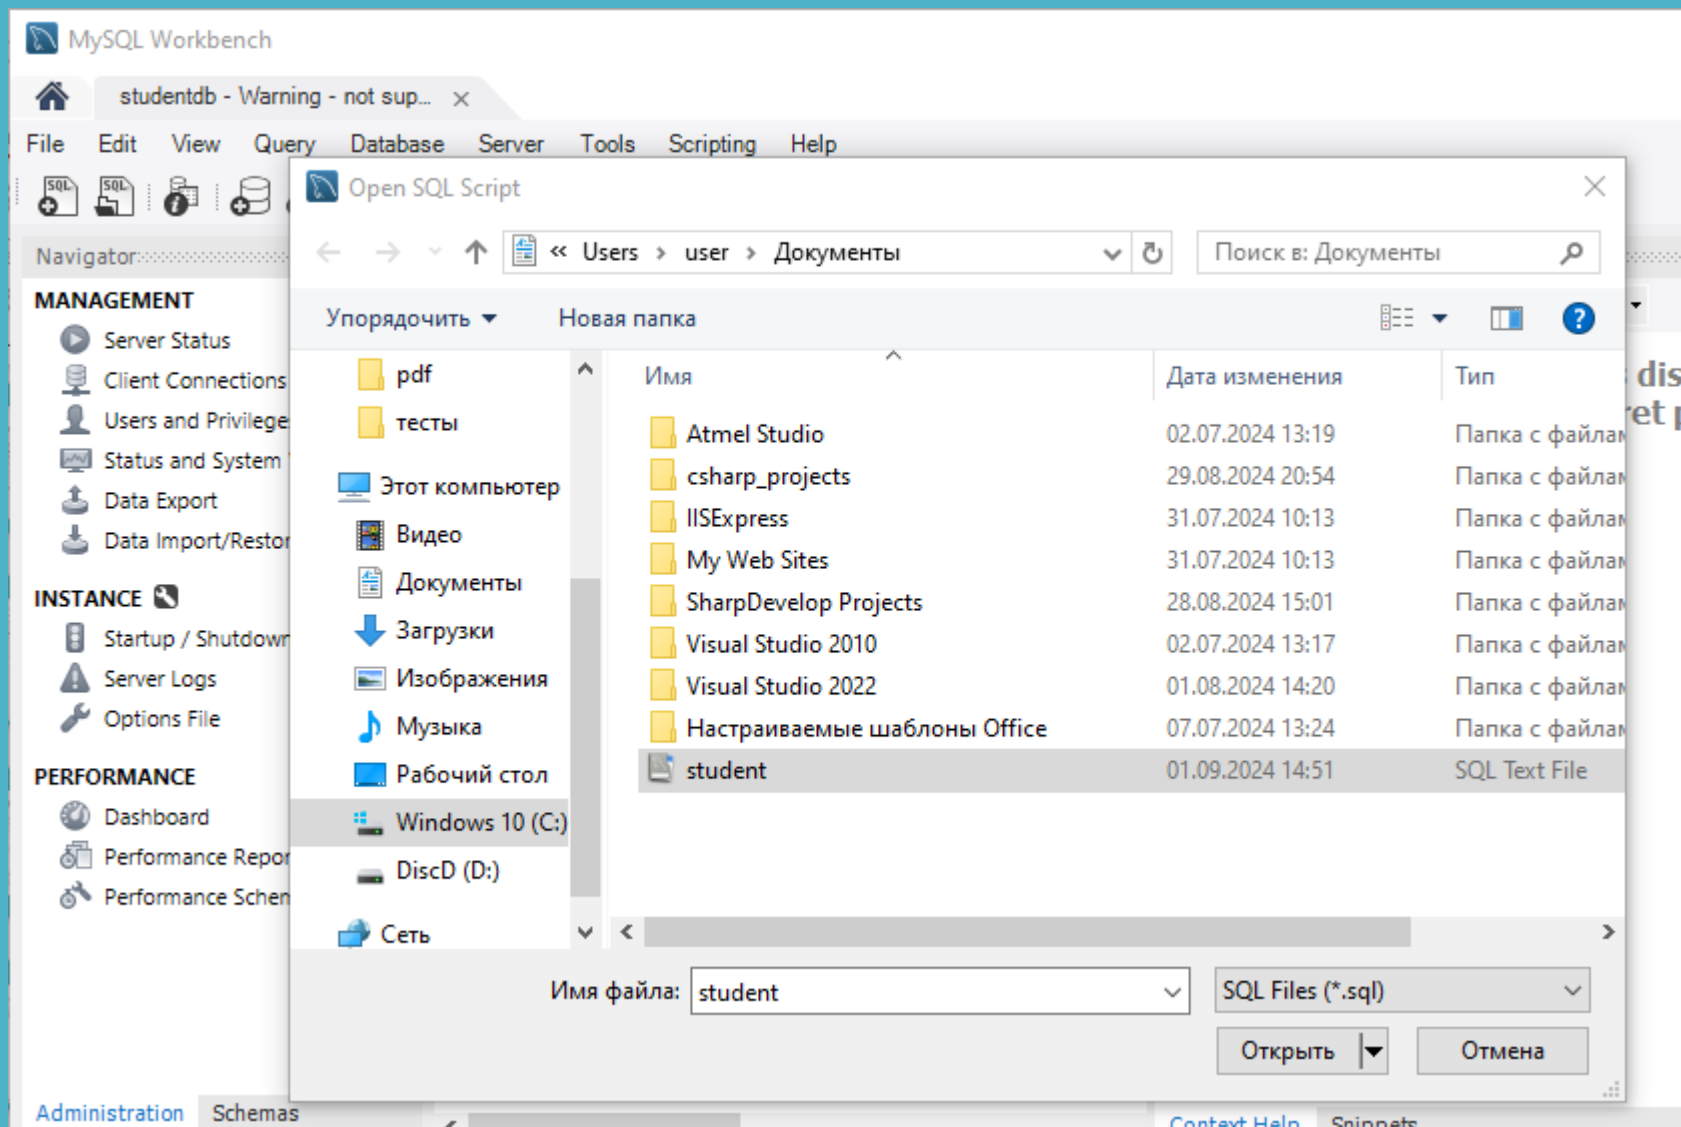 MySQL Workbench
studentdb - Warning - not sup...
File Edit View Query Database Server Tools Scripting Help
Open SQL Script
Navigator
« Users › user › Документы
Поиск в: Документы
MANAGEMENT
Server Status
Client Connections
Users and Privilege
Status and System
Data Export
Data Import/Restor
INSTANCE
Startup / Shutdown
Server Logs
Options File
PERFORMANCE
Dashboard
Performance Repor
Performance Schem
Administration Schemas
Упорядочить Новая папка
pdf
тесты
Этот компьютер
Видео
Документы
Загрузки
Изображения
Музыка
Рабочий стол
Windows 10 (C:)
DiscD (D:)
Сеть
Имя Дата изменения Тип
Atmel Studio 02.07.2024 13:19 Папка с файлам
csharp_projects 29.08.2024 20:54 Папка с файлам
IISExpress 31.07.2024 10:13 Папка с файлам
My Web Sites 31.07.2024 10:13 Папка с файлам
SharpDevelop Projects 28.08.2024 15:01 Папка с файлам
Visual Studio 2010 02.07.2024 13:17 Папка с файлам
Visual Studio 2022 01.08.2024 14:20 Папка с файлам
Настраиваемые шаблоны Office 07.07.2024 13:24 Папка с файлам
student 01.09.2024 14:51 SQL Text File
Имя файла: student SQL Files (*.sql)
Открыть Отмена
dis
et p
Context Help Snippets